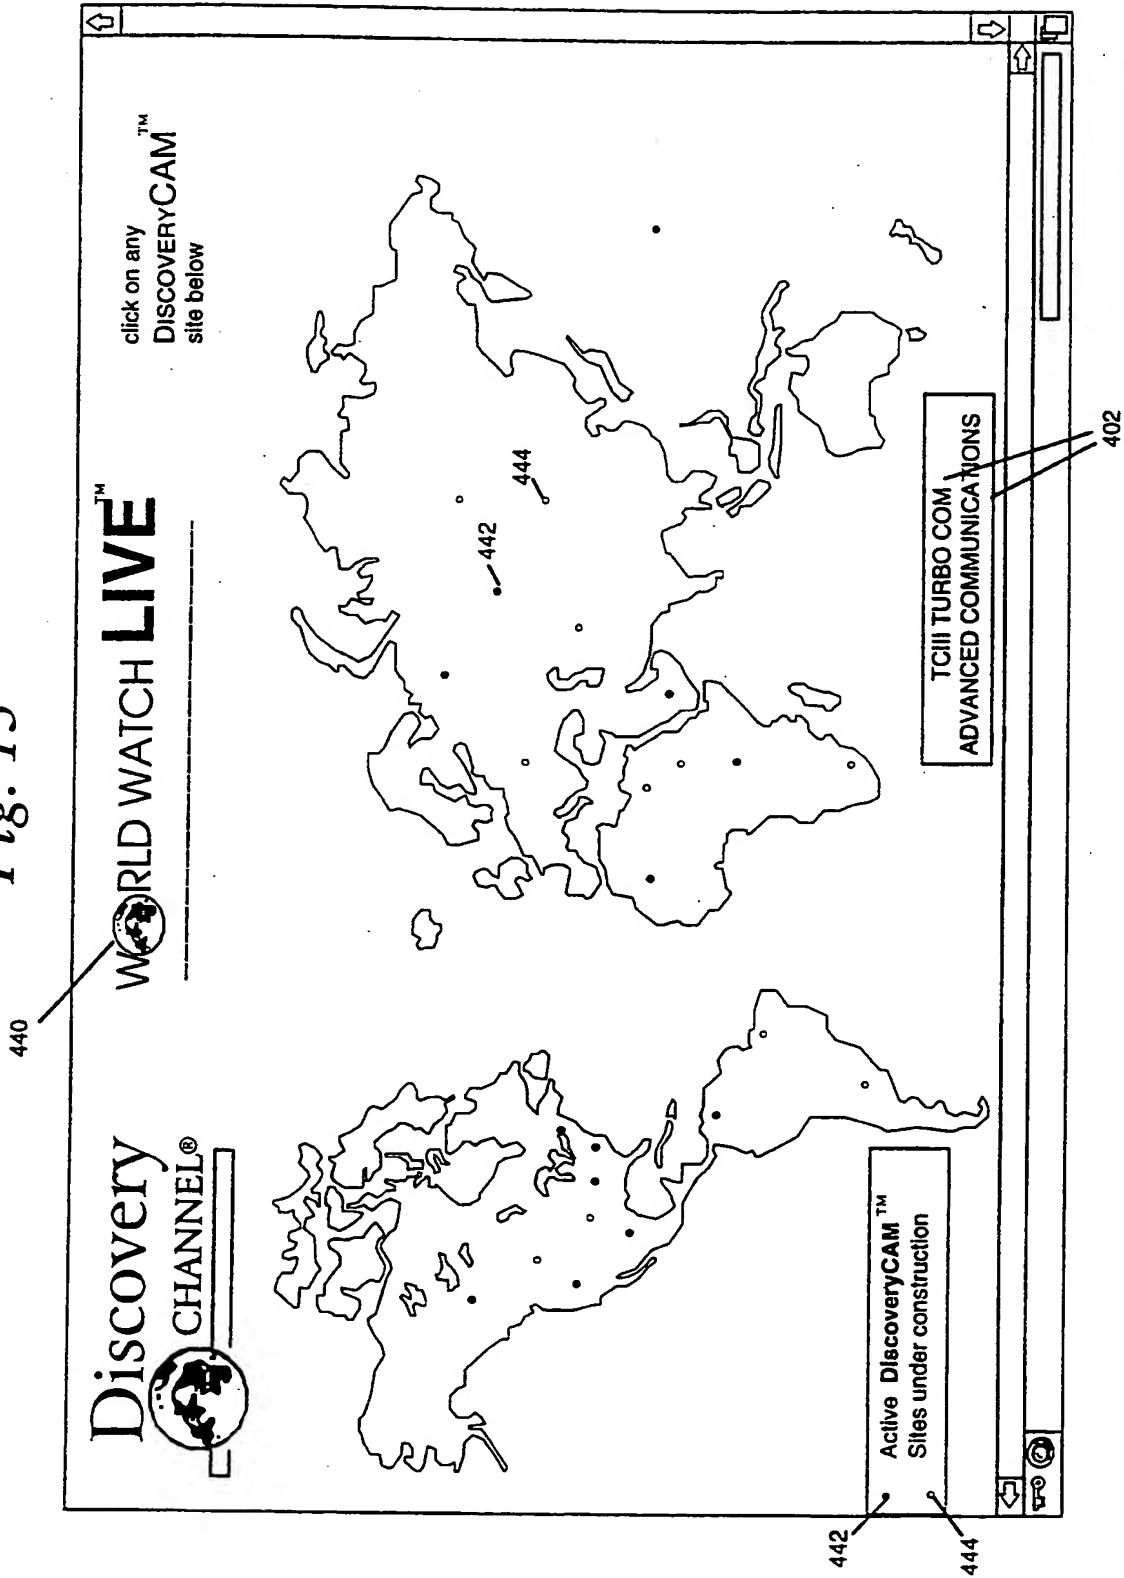 Fig. 15
440
Discovery
CHANNEL®
WORLD WATCH LIVE™
click on any
DISCOVERYCAM™
site below
442
444
442
444
Active DiscoveryCAM™
Sites under construction
TCIII TURBO COM
ADVANCED COMMUNICATIONS
402